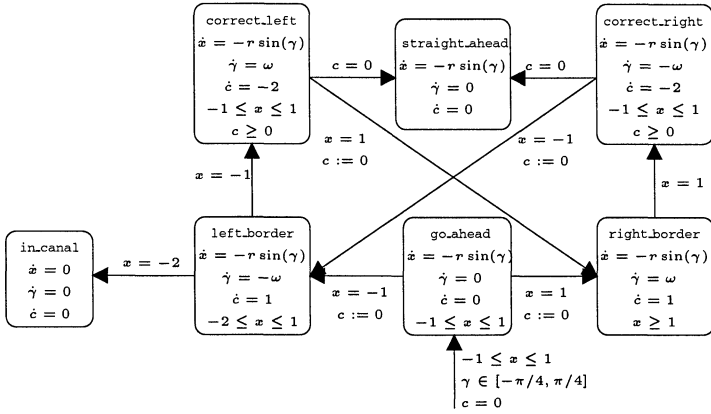 correct_left
ẋ = −r sin(γ)
γ̇ = ω
ċ = −2
−1 ≤ x ≤ 1
c ≥ 0
c = 0
straight_ahead
ẋ = −r sin(γ)
γ̇ = 0
ċ = 0
c = 0
correct_right
ẋ = −r sin(γ)
γ̇ = −ω
ċ = −2
−1 ≤ x ≤ 1
c ≥ 0
x = 1
c := 0
x = −1
c := 0
x = −1
x = 1
in_canal
ẋ = 0
γ̇ = 0
ċ = 0
x = −2
left_border
ẋ = −r sin(γ)
γ̇ = −ω
ċ = 1
−2 ≤ x ≤ 1
x = −1
c := 0
go_ahead
ẋ = −r sin(γ)
γ̇ = 0
ċ = 0
−1 ≤ x ≤ 1
x = 1
c := 0
right_border
ẋ = −r sin(γ)
γ̇ = ω
ċ = 1
x ≥ 1
−1 ≤ x ≤ 1
γ ∈ [−π/4, π/4]
c = 0